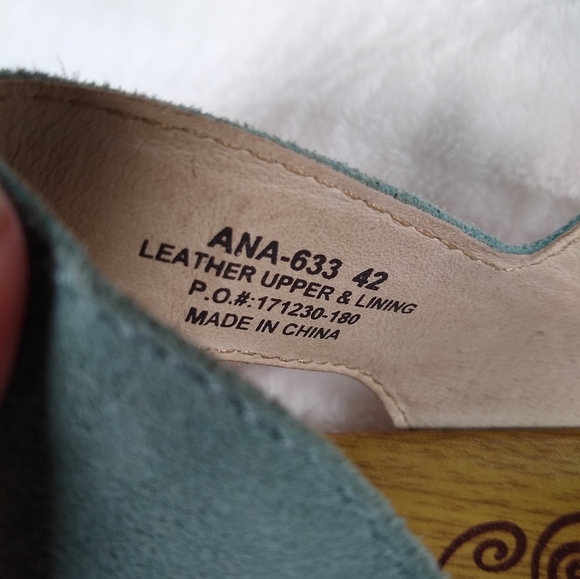 ANA-633 42
LEATHER UPPER & LINING
P.O.#:171230-180
MADE IN CHINA